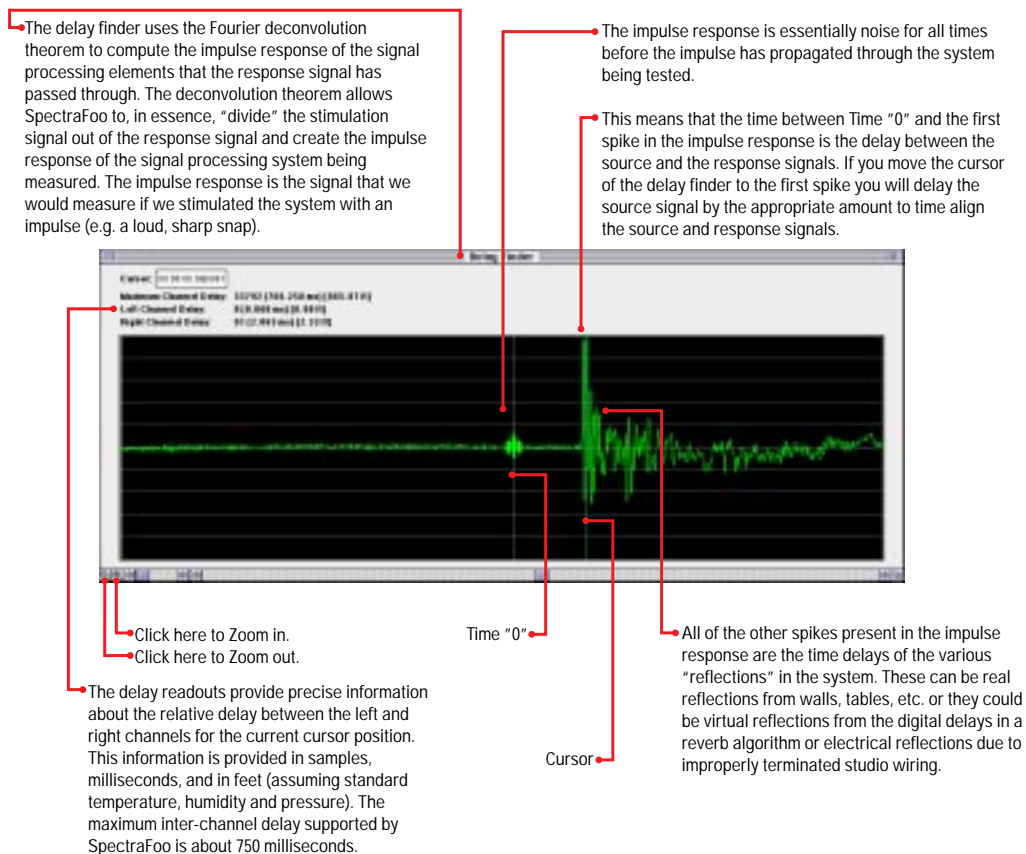 The delay finder uses the Fourier deconvolution
theorem to compute the impulse response of the signal
processing elements that the response signal has
passed through. The deconvolution theorem allows
SpectraFoo to, in essence, “divide” the stimulation
signal out of the response signal and create the impulse
response of the signal processing system being
measured. The impulse response is the signal that we
would measure if we stimulated the system with an
impulse (e.g. a loud, sharp snap).
The impulse response is essentially noise for all times
before the impulse has propagated through the system
being tested.
This means that the time between Time "0" and the first
spike in the impulse response is the delay between the
source and the response signals. If you move the cursor
of the delay finder to the first spike you will delay the
source signal by the appropriate amount to time align
the source and response signals.
Delay Finder
Cursor:
Maximum Channel Delay:
Left Channel Delay:
Right Channel Delay:
Click here to Zoom in.
Click here to Zoom out.
The delay readouts provide precise information
about the relative delay between the left and
right channels for the current cursor position.
This information is provided in samples,
milliseconds, and in feet (assuming standard
temperature, humidity and pressure). The
maximum inter-channel delay supported by
SpectraFoo is about 750 milliseconds.
Time "0"
Cursor
All of the other spikes present in the impulse
response are the time delays of the various
“reflections” in the system. These can be real
reflections from walls, tables, etc. or they could
be virtual reflections from the digital delays in a
reverb algorithm or electrical reflections due to
improperly terminated studio wiring.